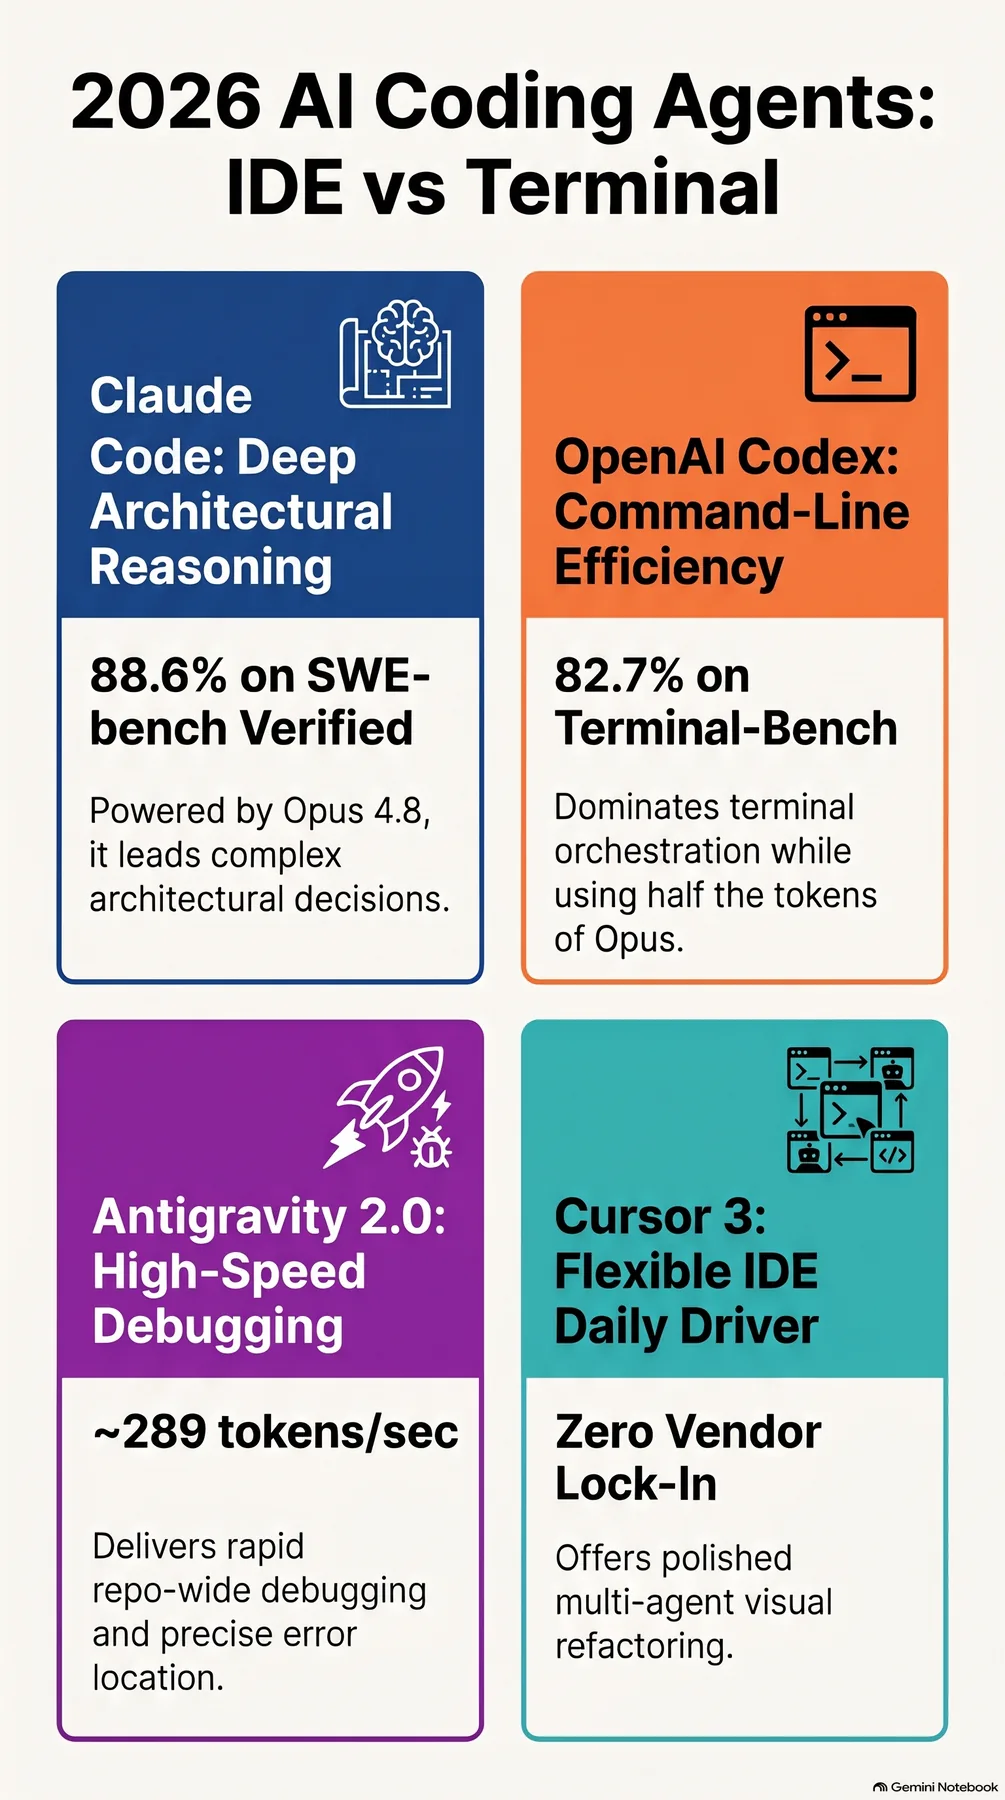 2026 AI Coding Agents:
IDE vs Terminal
Claude
Code: Deep
Architectural
Reasoning
88.6% on SWE-
bench Verified
Powered by Opus 4.8,
it leads complex
architectural decisions.
OpenAI Codex:
Command-Line
Efficiency
82.7% on
Terminal-Bench
Dominates terminal
orchestration while
using half the tokens
of Opus.
Antigravity 2.0:
High-Speed
Debugging
~289 tokens/sec
Delivers rapid
repo-wide debugging
and precise error
location.
Cursor 3:
Flexible IDE
Daily Driver
Zero Vendor
Lock-In
Offers polished
multi-agent visual
refactoring.
Gemini Notebook